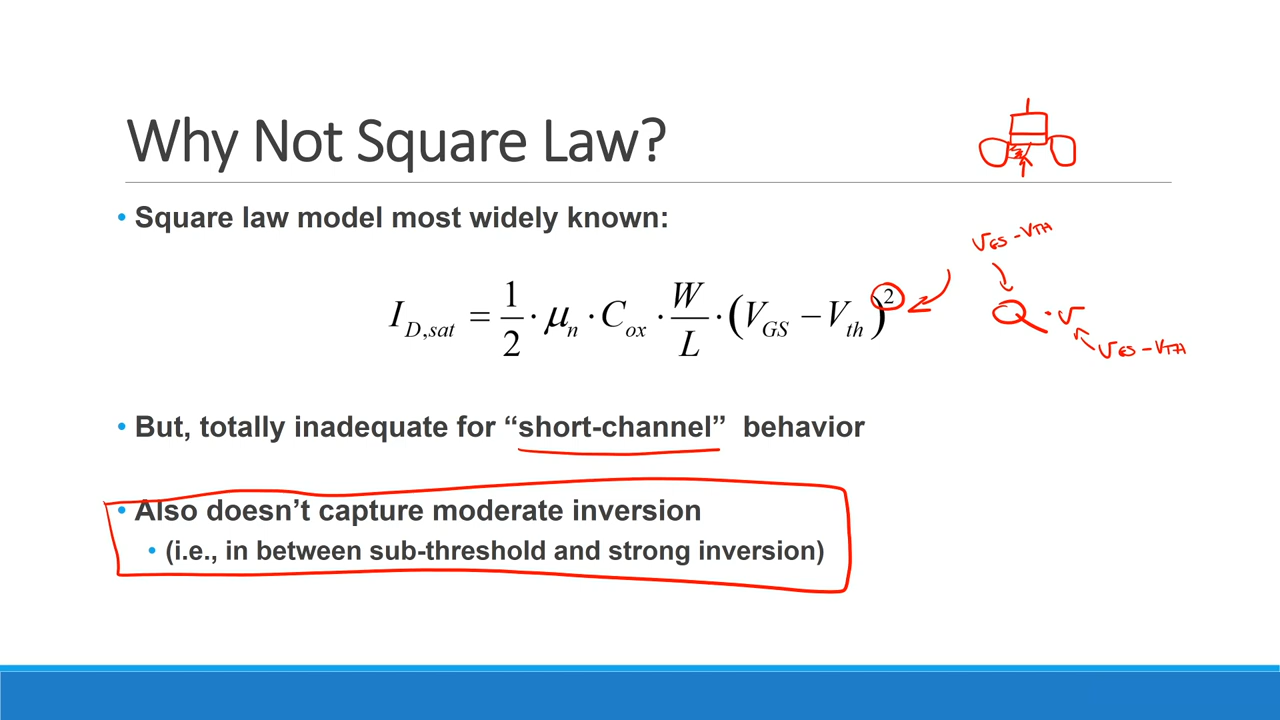 Why Not Square Law?
• Square law model most widely known:
V_GS - V_TH
I_{D,sat} = 1/2 · μ_n · C_ox · W/L · (V_GS − V_th)^2
Q · v
V_GS - V_TH
• But, totally inadequate for “short-channel” behavior
• Also doesn’t capture moderate inversion
• (i.e., in between sub-threshold and strong inversion)